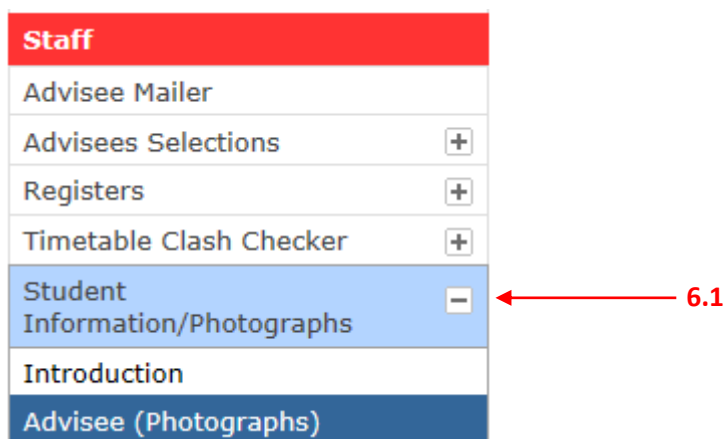 Staff
Advisee Mailer
Advisees Selections
Registers
Timetable Clash Checker
Student
Information/Photographs
6.1
Introduction
Advisee (Photographs)